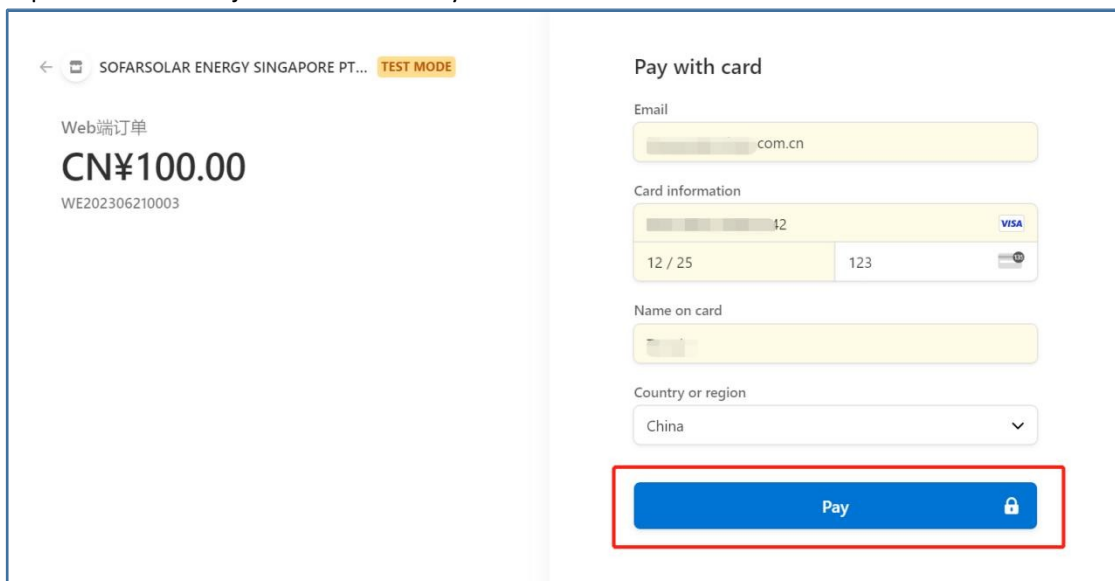 SOFARSOLAR ENERGY SINGAPORE PT... TEST MODE
Web端订单
CN¥100.00
WE202306210003
Pay with card
Email
com.cn
Card information
42 VISA
12 / 25 123
Name on card
Country or region
China
Pay